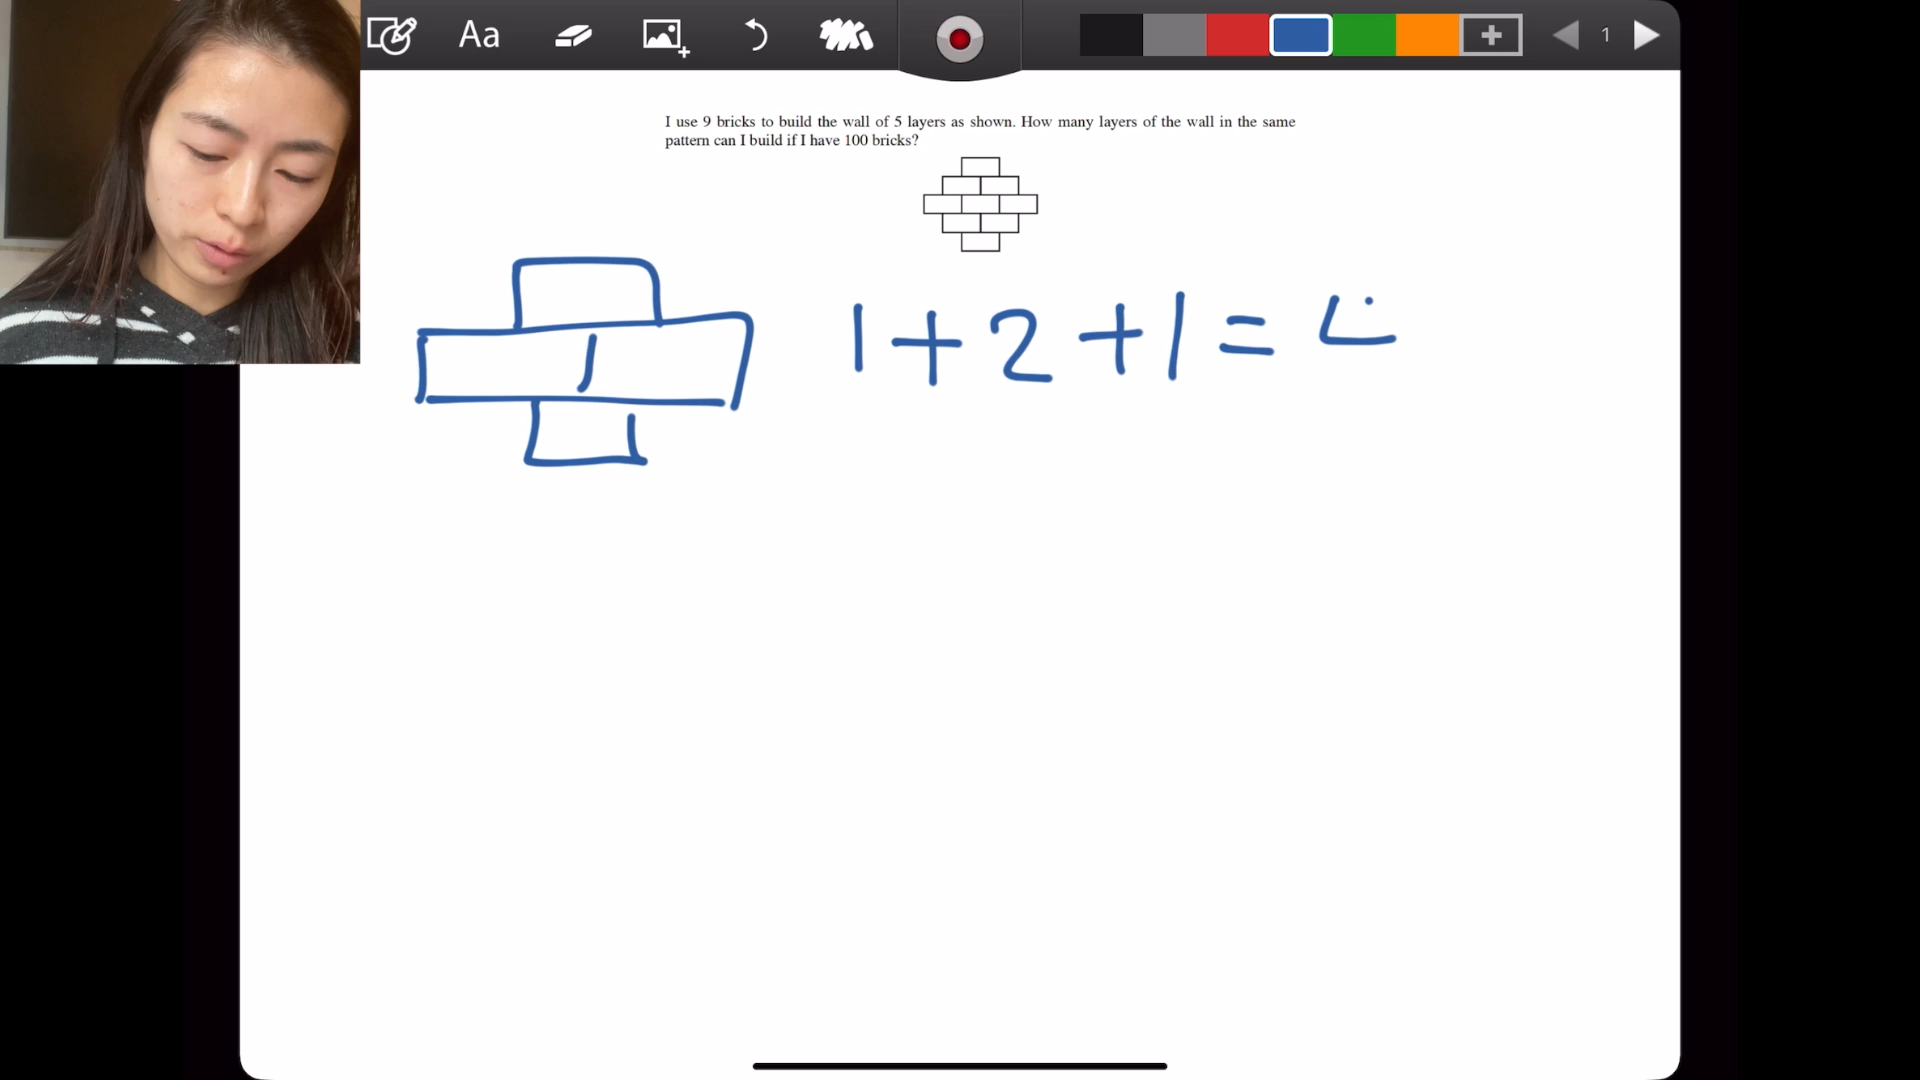 Aa
1
I use 9 bricks to build the wall of 5 layers as shown. How many layers of the wall in the same
pattern can I build if I have 100 bricks?
1+2+1=